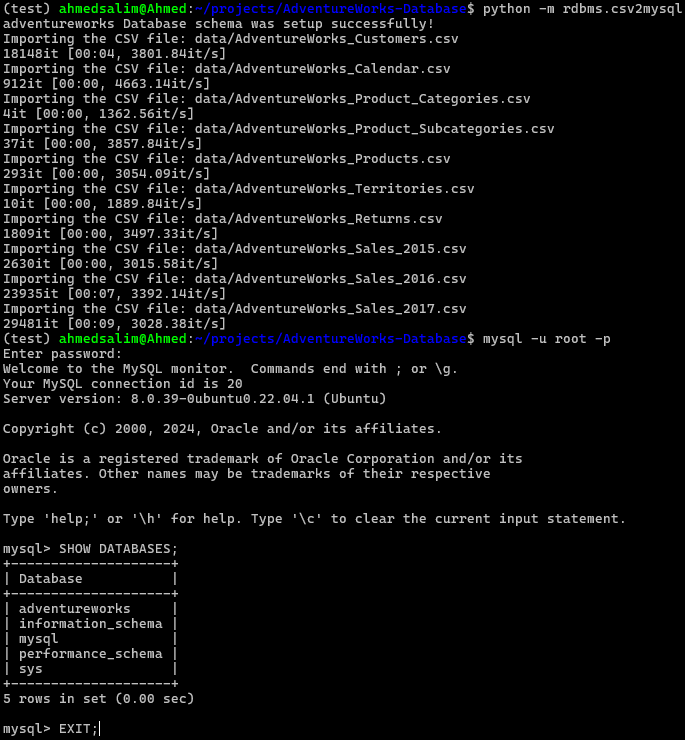 (test) ahmedsalim@Ahmed:~/projects/AdventureWorks-Database$ python -m rdbms.csv2mysql
adventureworks Database schema was setup successfully!
Importing the CSV file: data/AdventureWorks_Customers.csv
18148it [00:04, 3801.84it/s]
Importing the CSV file: data/AdventureWorks_Calendar.csv
912it [00:00, 4663.14it/s]
Importing the CSV file: data/AdventureWorks_Product_Categories.csv
4it [00:00, 1362.56it/s]
Importing the CSV file: data/AdventureWorks_Product_Subcategories.csv
37it [00:00, 3857.84it/s]
Importing the CSV file: data/AdventureWorks_Products.csv
293it [00:00, 3054.09it/s]
Importing the CSV file: data/AdventureWorks_Territories.csv
10it [00:00, 1889.84it/s]
Importing the CSV file: data/AdventureWorks_Returns.csv
1809it [00:00, 3497.33it/s]
Importing the CSV file: data/AdventureWorks_Sales_2015.csv
2630it [00:00, 3015.58it/s]
Importing the CSV file: data/AdventureWorks_Sales_2016.csv
23935it [00:07, 3392.14it/s]
Importing the CSV file: data/AdventureWorks_Sales_2017.csv
29481it [00:09, 3028.38it/s]
(test) ahmedsalim@Ahmed:~/projects/AdventureWorks-Database$ mysql -u root -p
Enter password:
Welcome to the MySQL monitor.  Commands end with ; or \g.
Your MySQL connection id is 20
Server version: 8.0.39-0ubuntu0.22.04.1 (Ubuntu)

Copyright (c) 2000, 2024, Oracle and/or its affiliates.

Oracle is a registered trademark of Oracle Corporation and/or its
affiliates. Other names may be trademarks of their respective
owners.

Type 'help;' or '\h' for help. Type '\c' to clear the current input statement.

mysql> SHOW DATABASES;
+--------------------+
| Database           |
+--------------------+
| adventureworks     |
| information_schema |
| mysql              |
| performance_schema |
| sys                |
+--------------------+
5 rows in set (0.00 sec)

mysql> EXIT;